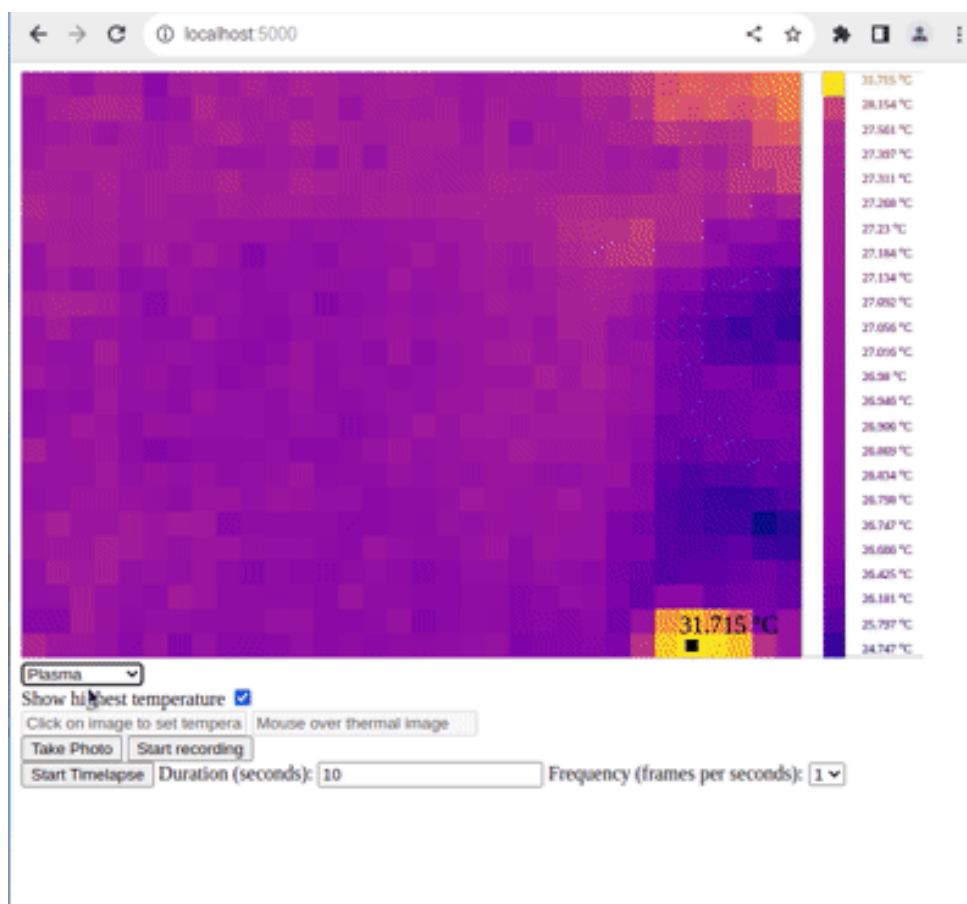 localhost:5000
31.715 °C
28.154 °C
27.561 °C
27.397 °C
27.311 °C
27.268 °C
27.23 °C
27.184 °C
27.134 °C
27.092 °C
27.056 °C
27.016 °C
26.98 °C
26.946 °C
26.906 °C
26.869 °C
26.834 °C
26.798 °C
26.747 °C
26.686 °C
26.425 °C
26.181 °C
25.797 °C
24.747 °C
31.715 °C
Plasma
Show highest temperature
Click on image to set tempera Mouse over thermal image
Take Photo Start recording
Start Timelapse Duration (seconds): 10 Frequency (frames per seconds): 1